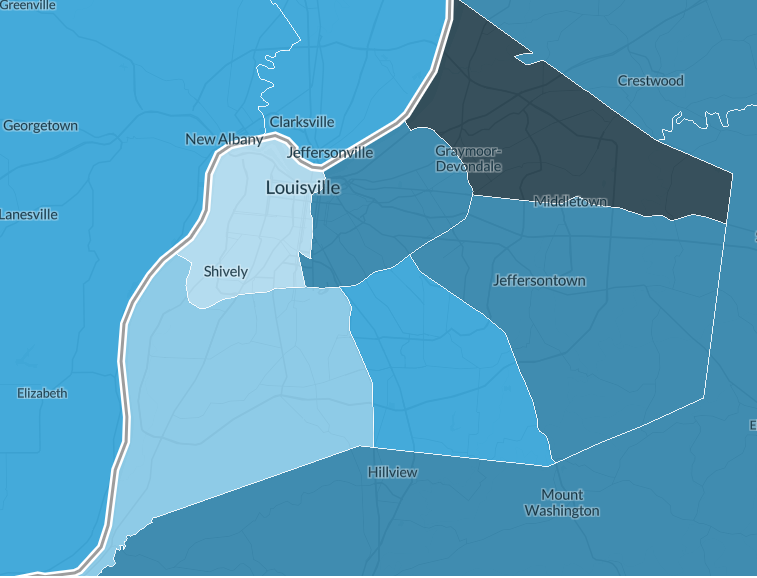 Greenville
Crestwood
Georgetown
Clarksville
New Albany
Jeffersonville
Graymoor-
Devondale
Louisville
Middletown
Lanesville
Shively
Jeffersontown
Elizabeth
E
Hillview
Mount
Washington